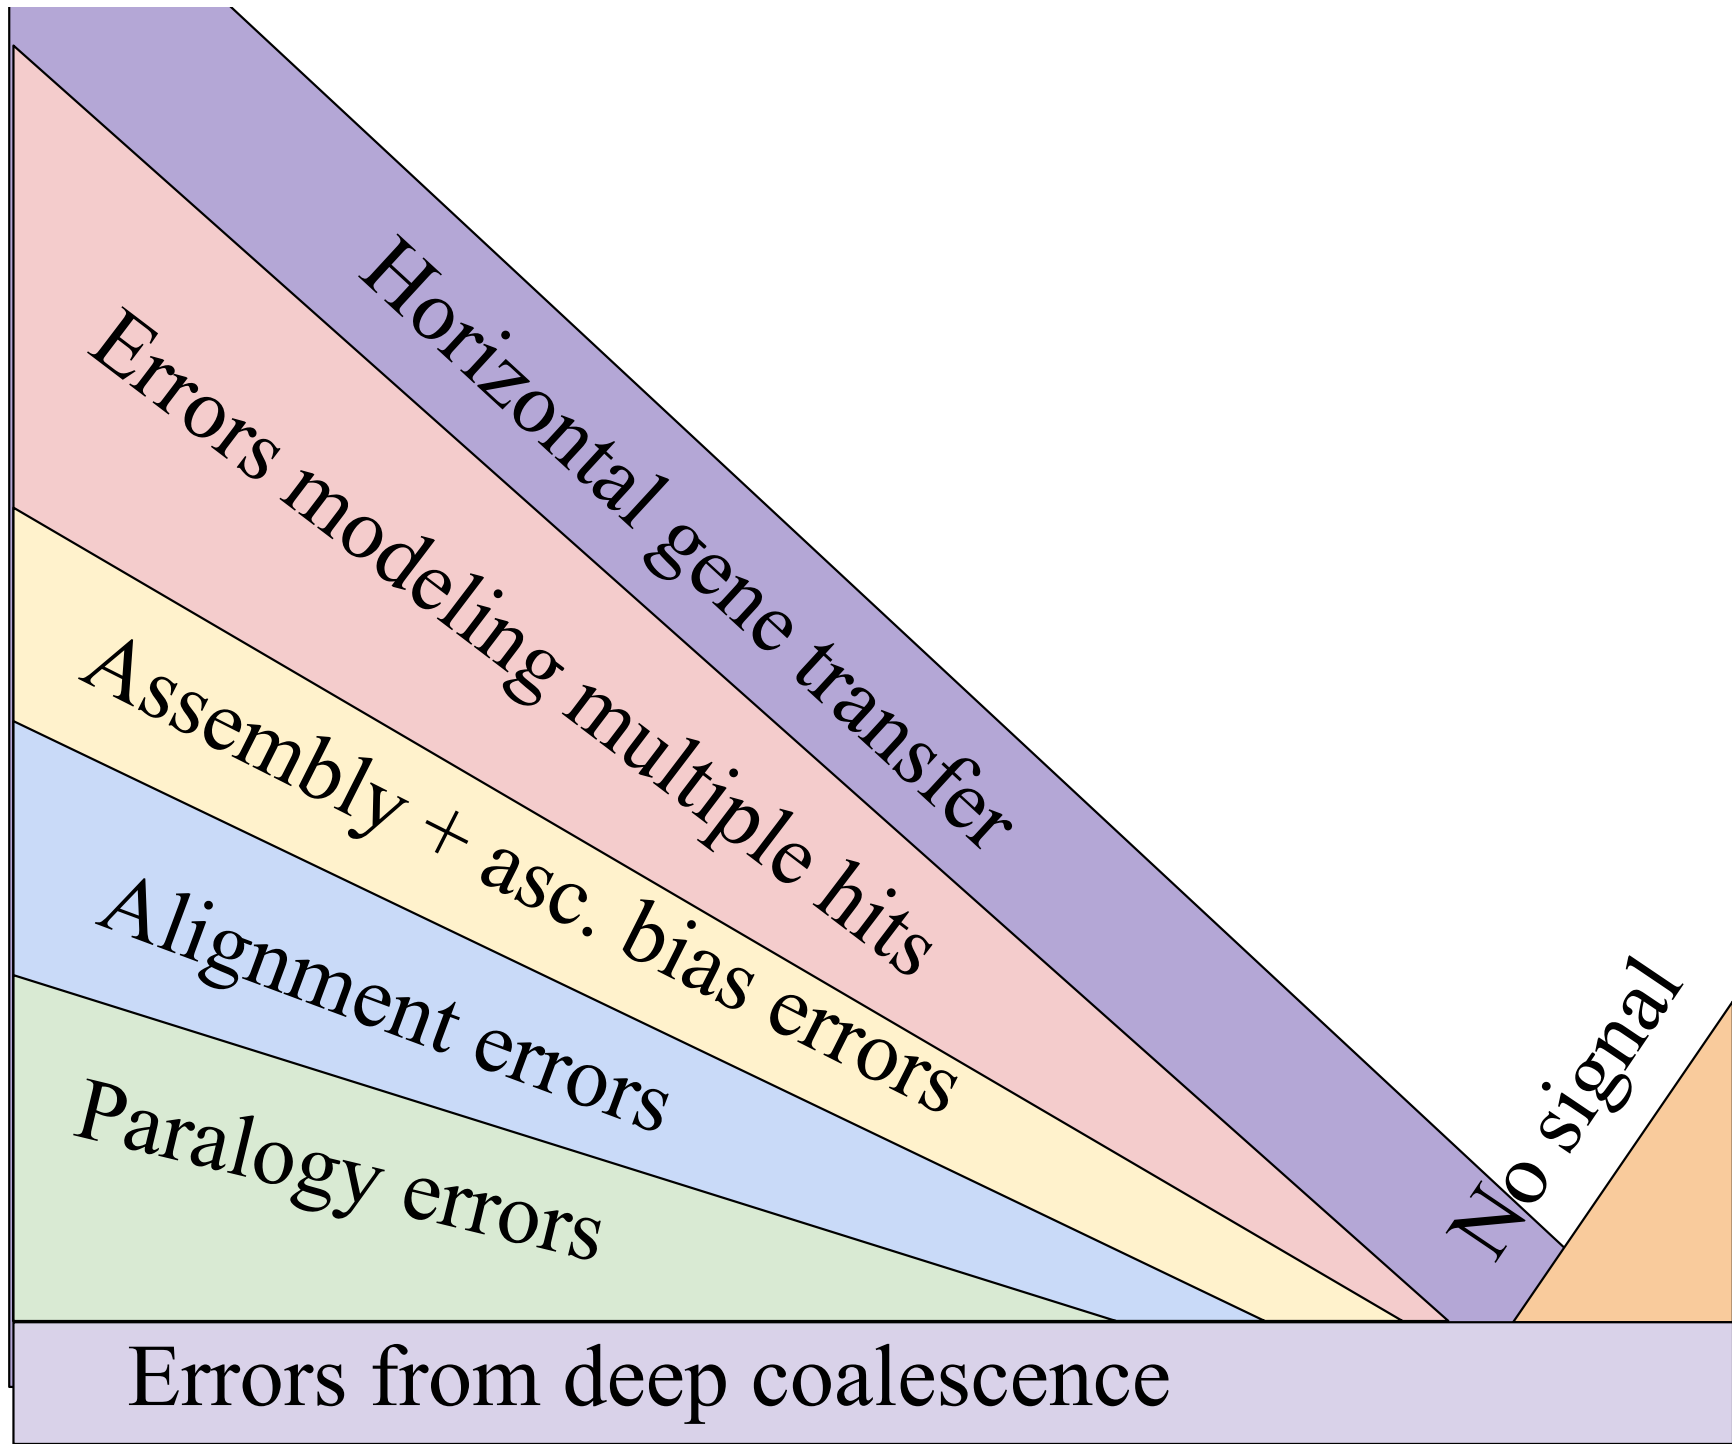 Horizontal gene transfer
Errors modeling multiple hits
Assembly + asc. bias errors
Alignment errors
Paralogy errors
No signal
Errors from deep coalescence